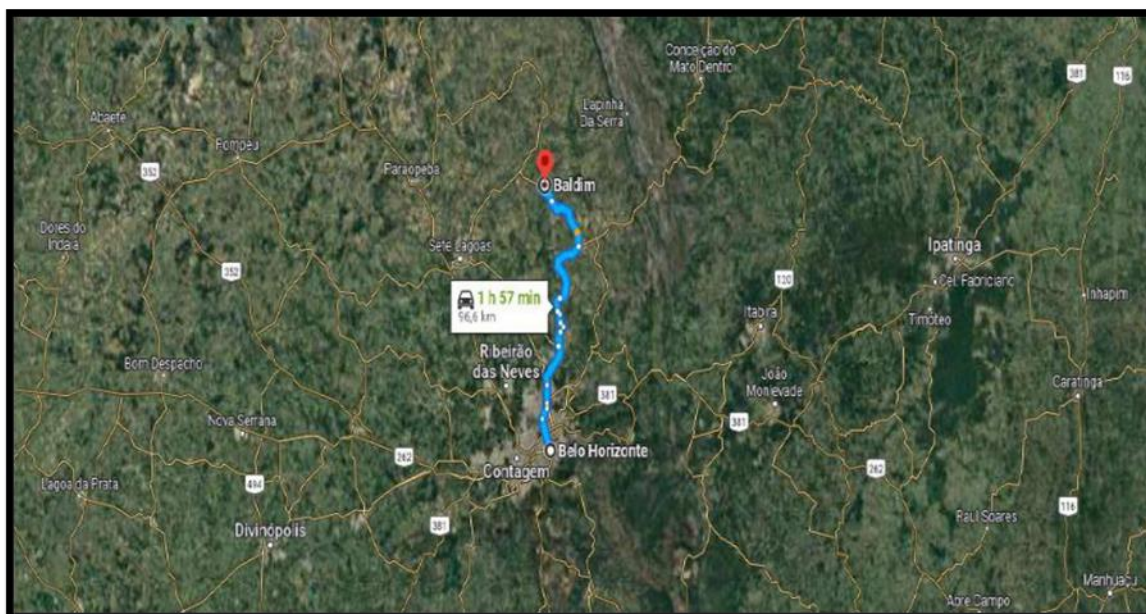 Conceição do
Mato Dentro
381
116
Lapinha
Da Serra
Abaeté
Pompéu
352
Paraopeba
Baldim
Dores do
Indaiá
Sete Lagoas
Ipatinga
352
120
Cel. Fabriciano
1 h 57 min
96,6 km
Inhapim
Itabira
Timóteo
Ribeirão
das Neves
Bom Despacho
João
Monlevade
Caratinga
381
Nova Serrana
381
Belo Horizonte
262
Contagem
262
494
Lagoa da Prata
116
381
Raul Soares
Divinópolis
Manhuaçu
Abre Campo